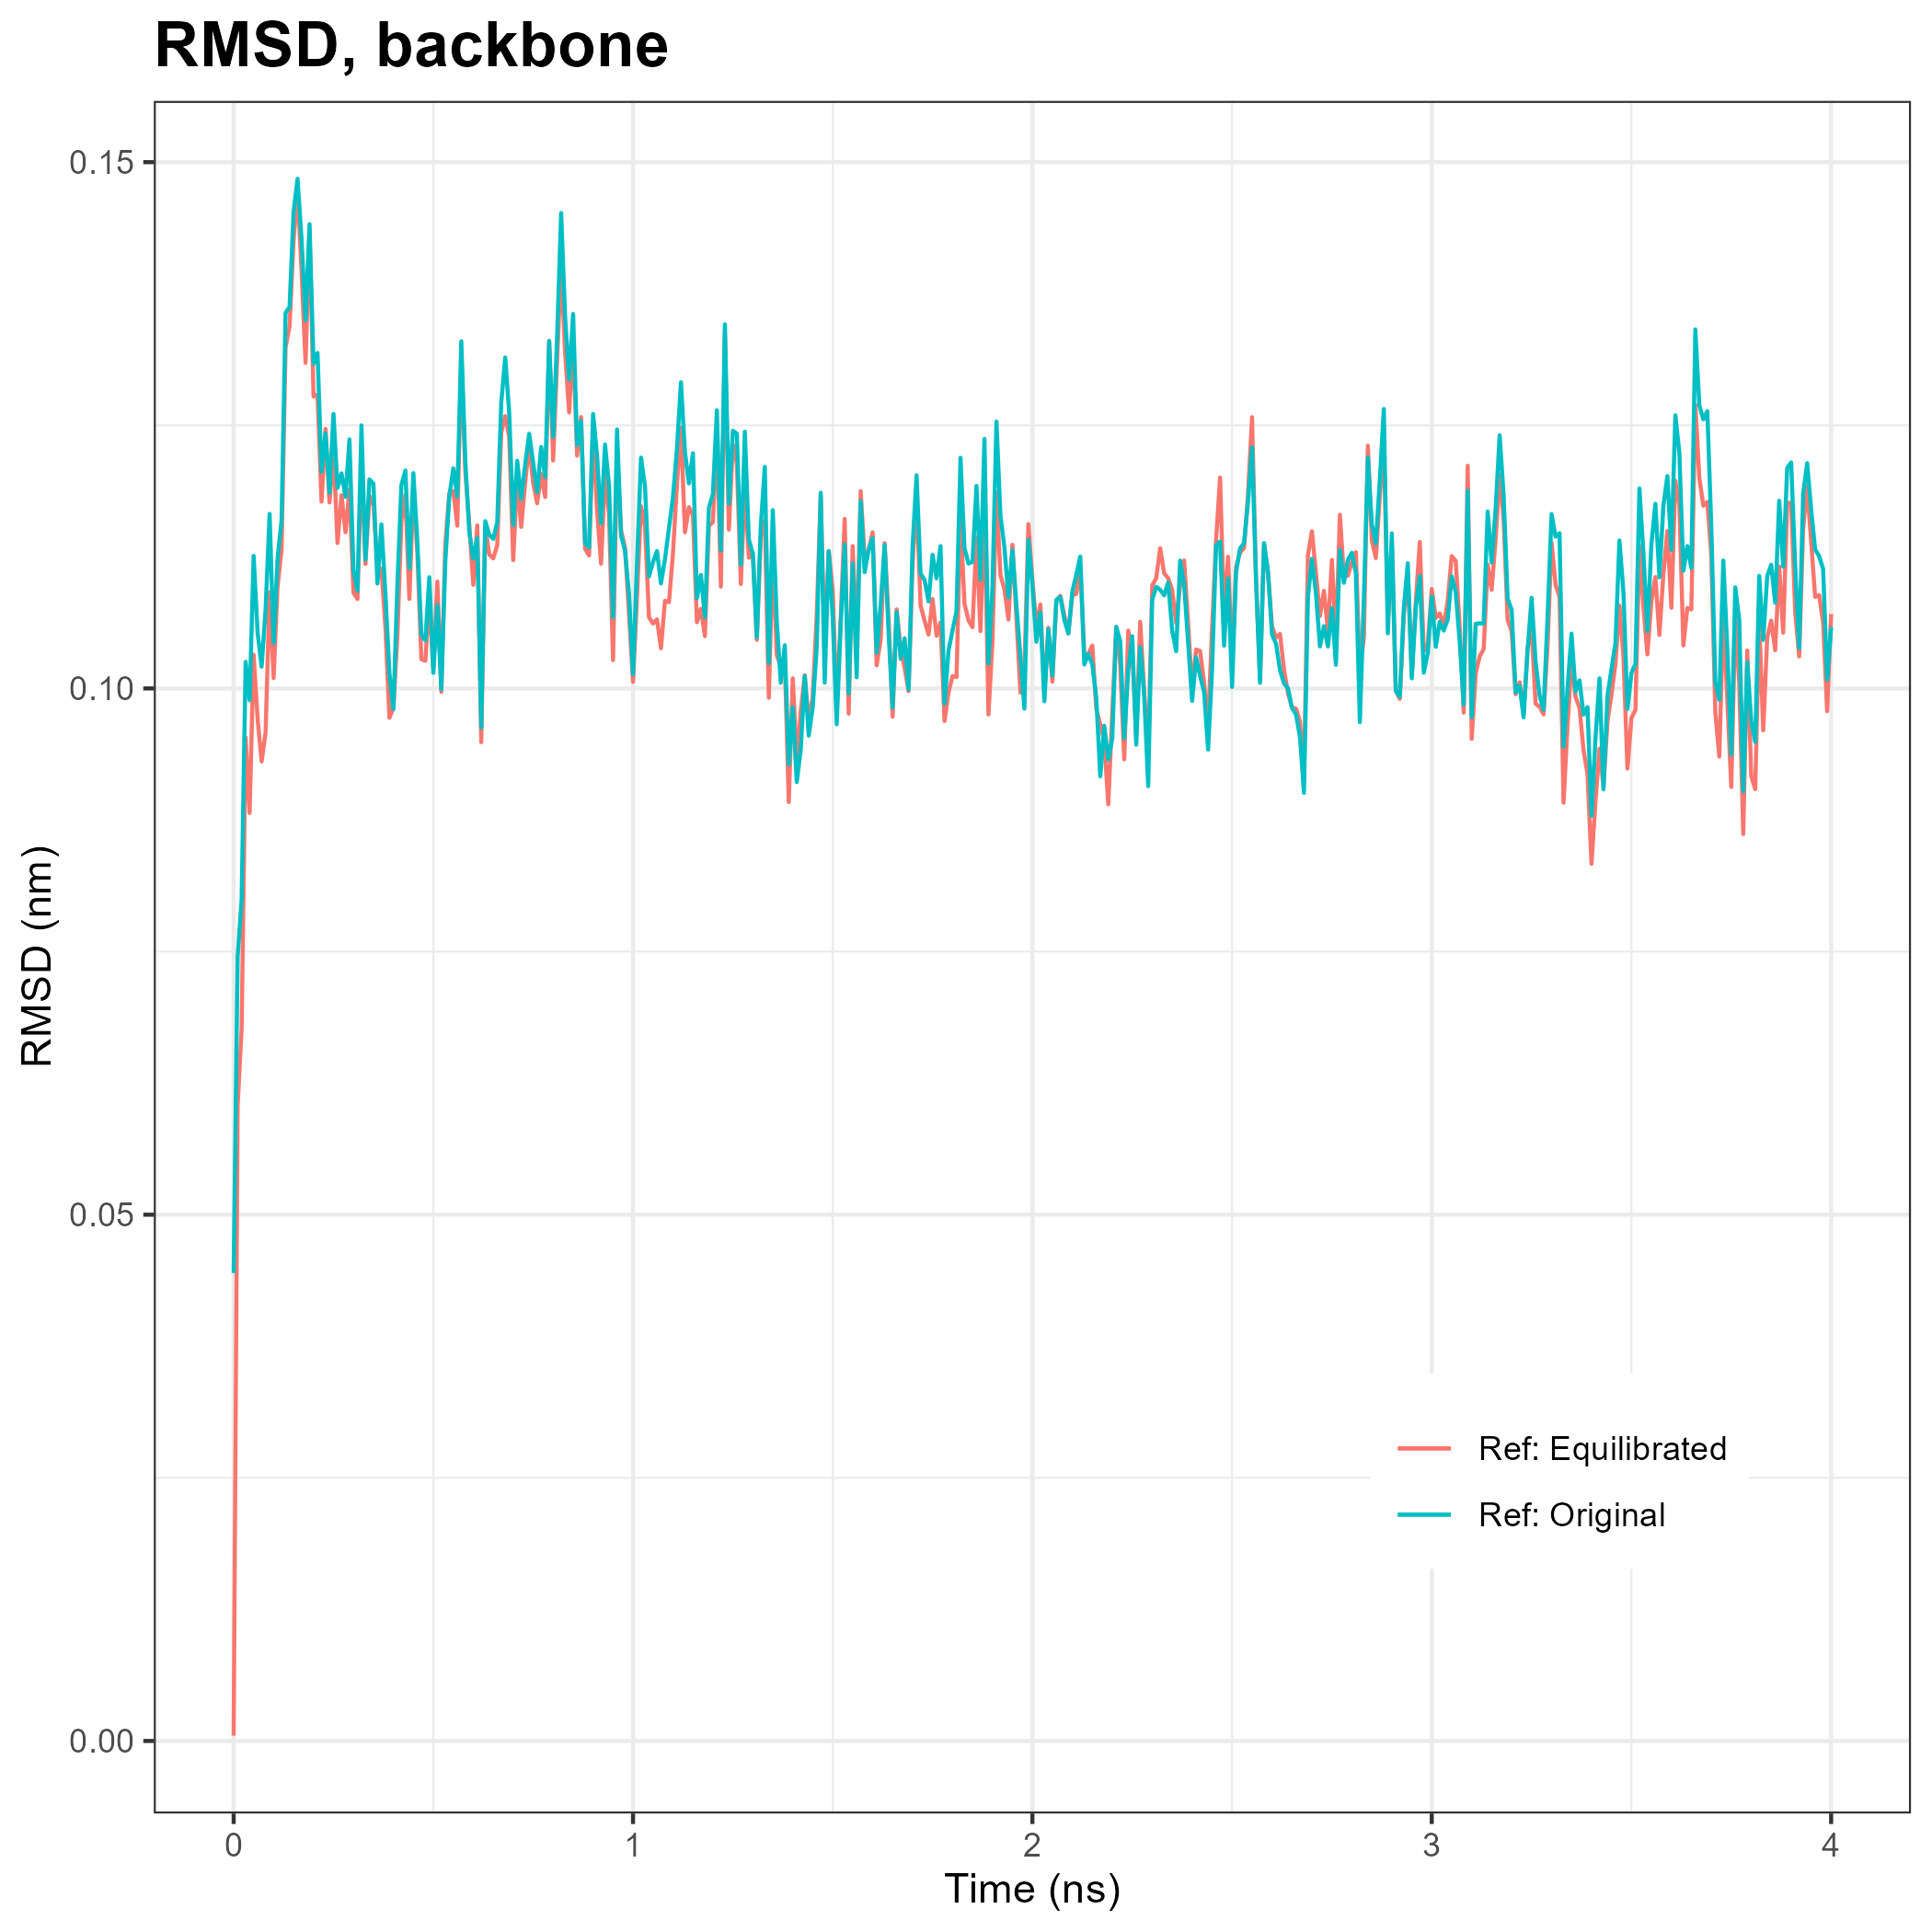 RMSD, backbone
0.15
0.10
0.05
0.00
RMSD (nm)
Ref: Equilibrated
Ref: Original
0 1 2 3 4
Time (ns)